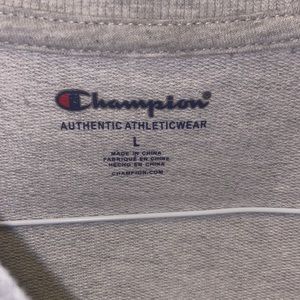 Champion®
AUTHENTIC ATHLETICWEAR
L
MADE IN CHINA
FABRIQUÉ EN CHINE
HECHO EN CHINA
CHAMPION.COM